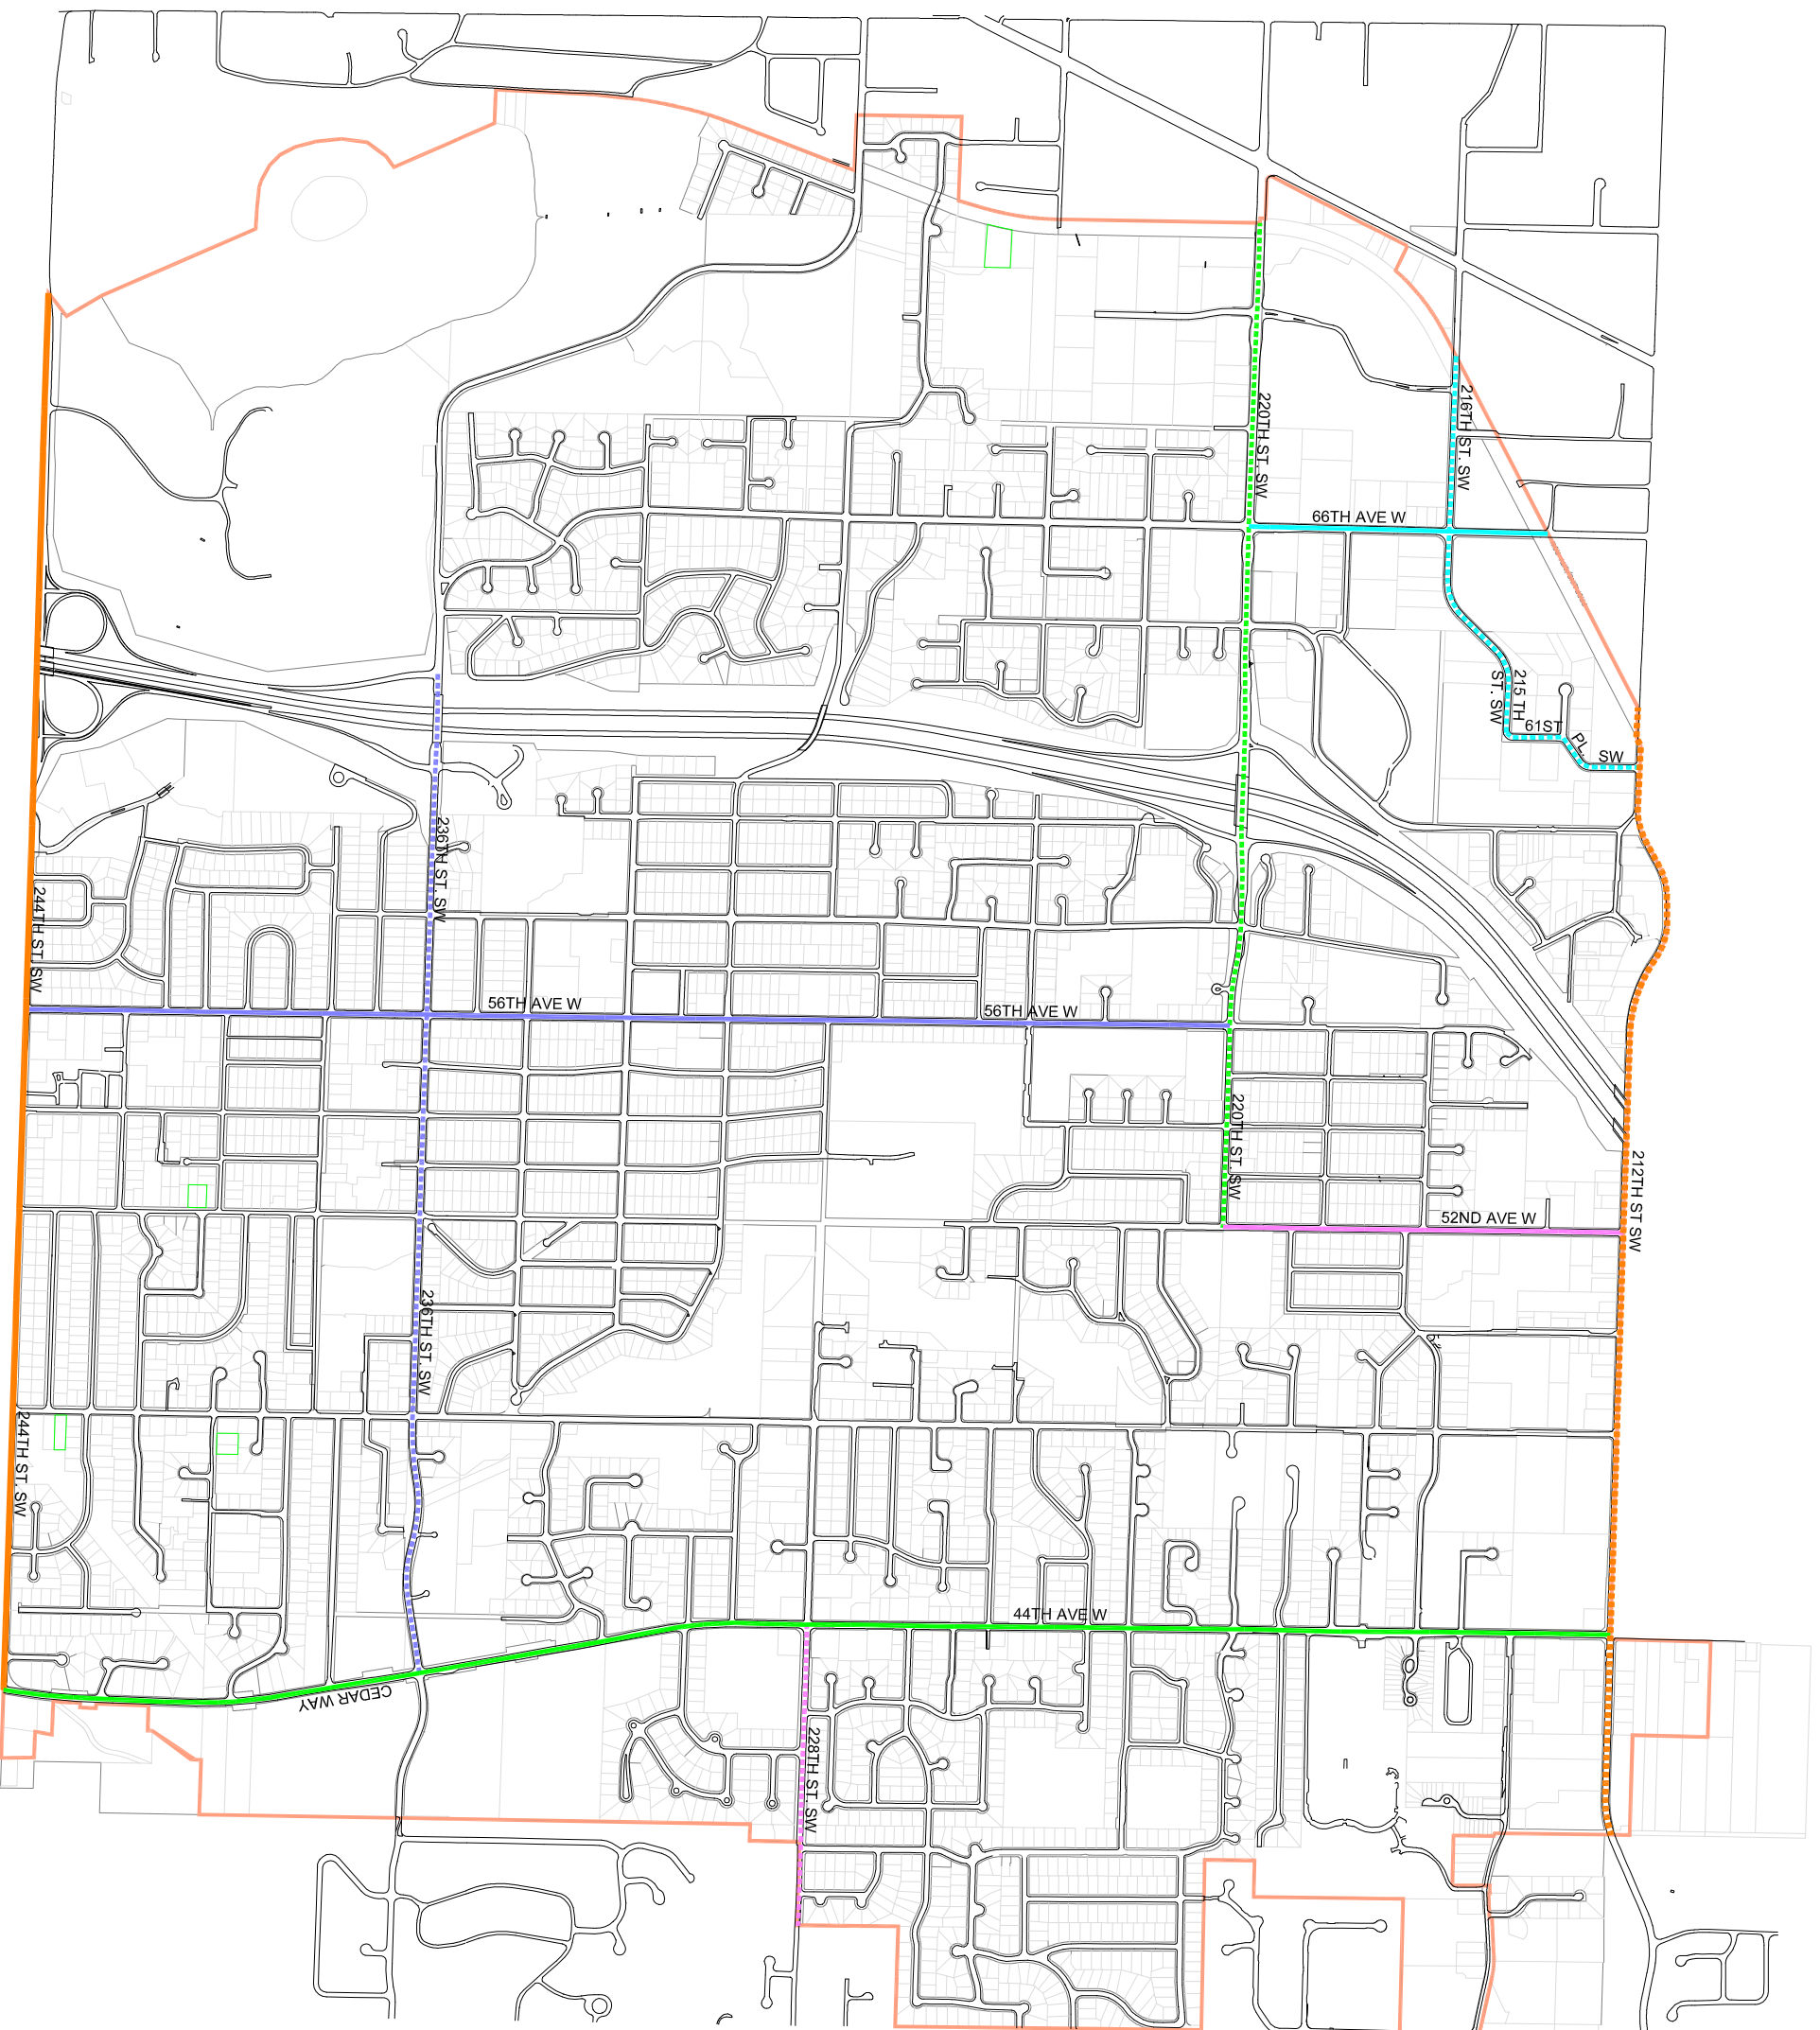 220TH ST. SW
216TH ST. SW
66TH AVE W
215 TH
ST. SW
61ST
PL.
SW
236TH ST. SW
244TH ST. SW
56TH AVE W
56TH AVE W
220TH ST. SW
212TH ST SW
52ND AVE W
236TH ST. SW
244TH ST. SW
44TH AVE W
CEDAR WAY
228TH ST. SW